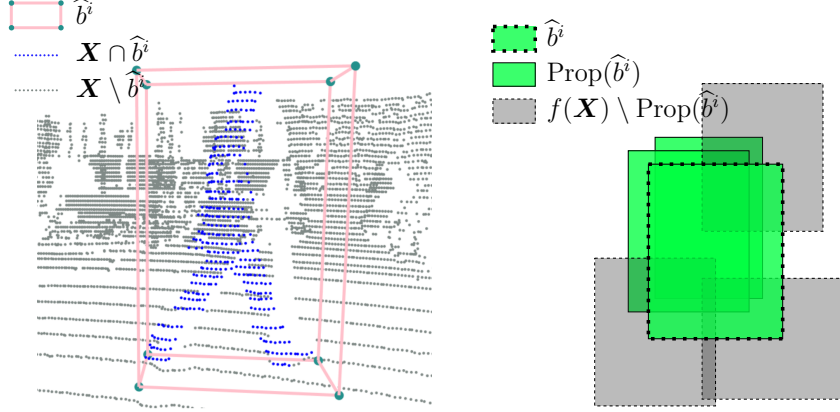 b̂ⁱ
X ∩ b̂ⁱ
X \ b̂ⁱ
b̂ⁱ
Prop(b̂ⁱ)
f(X) \ Prop(b̂ⁱ)